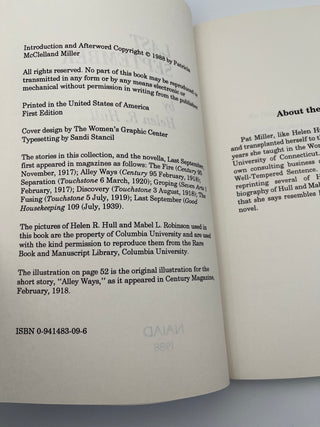 Introduction and Afterword Copyright © 1988 by Patricia
McClelland Miller
All rights reserved. No part of this book may be reproduced or
transmitted in any form or by any means electronic or
mechanical without permission in writing from the publisher.
Printed in the United States of America
First Edition
Cover design by The Women's Graphic Center
Typesetting by Sandi Stancil
The stories in this collection, and the novella, Last September,
first appeared in magazines as follows: The Fire (Century 95
November, 1917); Alley Ways (Century 95 February, 1918);
Separation (Touchstone 6 March, 1920); Groping (Seven Arts
February, 1917); Discovery (Touchstone 3 August, 1918); The
Fusing (Touchstone 5 July, 1919); Last September (Good
Housekeeping 109 (July, 1939).
The pictures of Helen R. Hull and Mabel L. Robinson used in
this book are the property of Columbia University and are used
with the kind permission to reproduce them from the Rare
Book and Manuscript Library, Columbia University.
The illustration on page 52 is the original illustration for the
short story, "Alley Ways," as it appeared in Century Magazine,
February, 1918.
ISBN 0-941483-09-6
LAST
SEPTEMBER
Helen R. Hull
NAIAD
1988
About the
Pat Miller, like Helen H
and transplanted herself to t
years she taught in the Wom
University of Connecticut.
own consulting business
Well-Tempered Sentence.
reprinting several of H
biography of Hull and Mab
that she says resembles
novel.